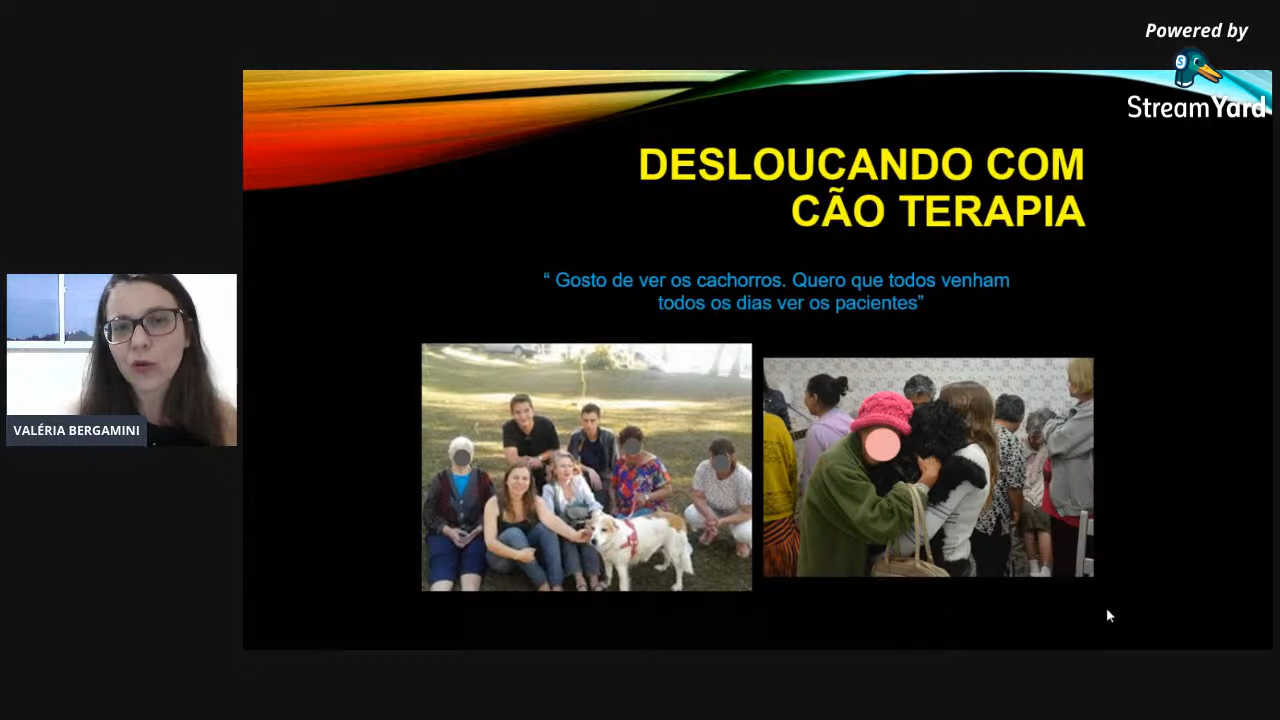 Powered by
StreamYard
DESLOUCANDO COM
CÃO TERAPIA
“ Gosto de ver os cachorros. Quero que todos venham
todos os dias ver os pacientes”
VALÉRIA BERGAMINI